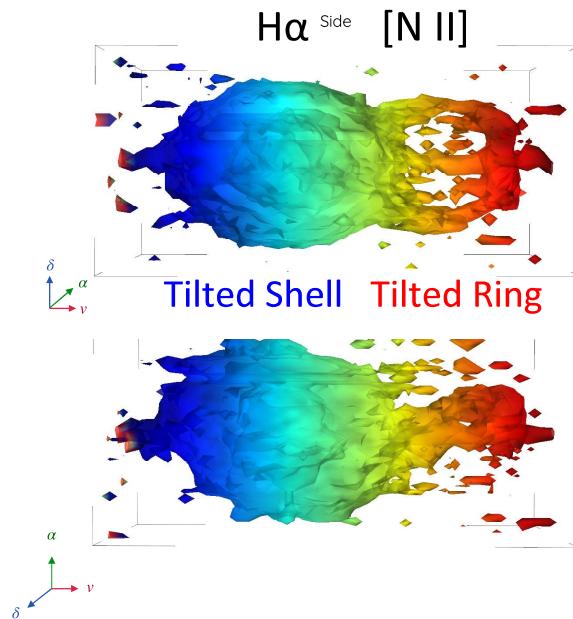 Hα Side [N II]
δ
α
v
Tilted Shell Tilted Ring
α
v
δ